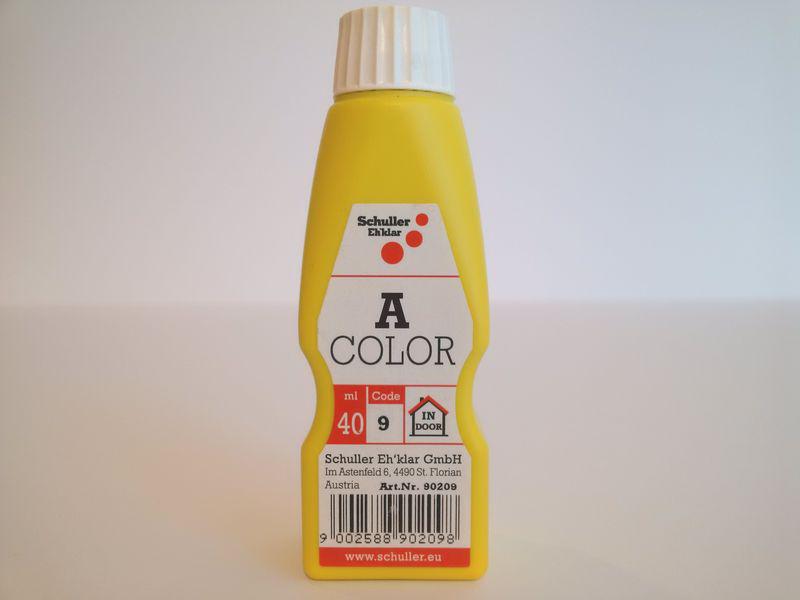 Schuller
Eh'klar
A
COLOR
ml
40
Code
9
IN
DOOR
Schuller Eh'klar GmbH
Im Astenfeld 6, 4490 St. Florian
Austria Art.Nr. 90209
9 002588 902098
www.schuller.eu